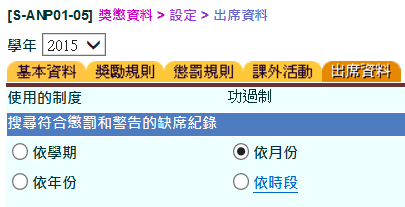 [S-ANP01-05] 獎懲資料 > 設定 > 出席資料
學年 2015
基本資料 獎勵規則 懲罰規則 課外活動 出席資料
使用的制度 功過制
搜尋符合懲罰和警告的缺席紀錄
依學期 依月份
依年份 依時段